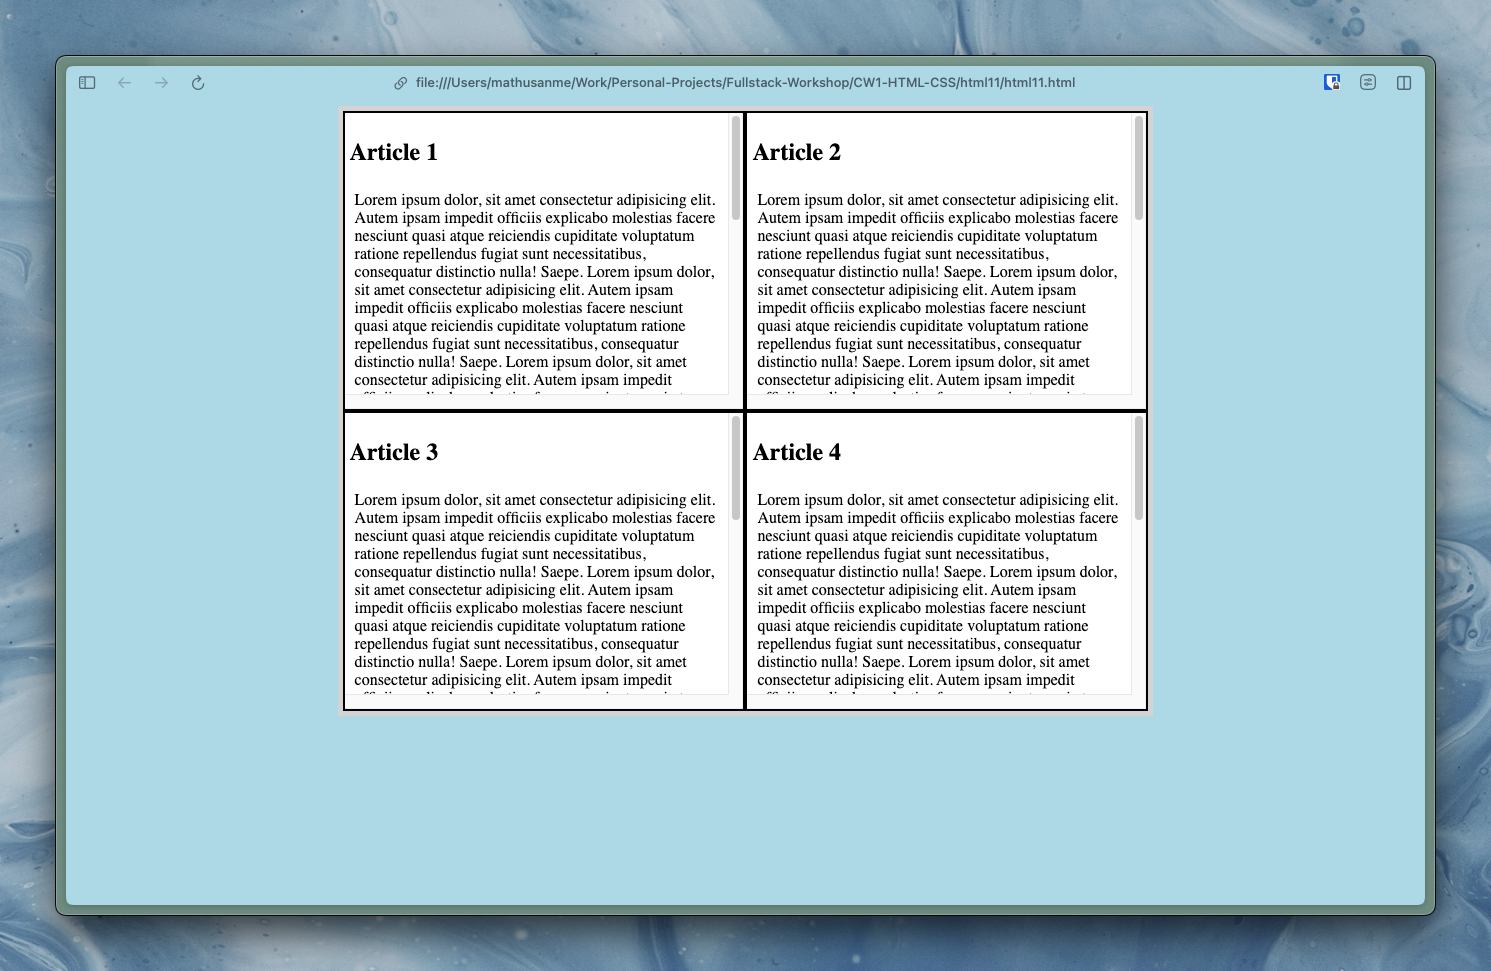 file:///Users/mathusanme/Work/Personal-Projects/Fullstack-Workshop/CW1-HTML-CSS/html11/html11.html
Article 1
Lorem ipsum dolor, sit amet consectetur adipisicing elit.
Autem ipsam impedit officiis explicabo molestias facere
nesciunt quasi atque reiciendis cupiditate voluptatum
ratione repellendus fugiat sunt necessitatibus,
consequatur distinctio nulla! Saepe. Lorem ipsum dolor,
sit amet consectetur adipisicing elit. Autem ipsam
impedit officiis explicabo molestias facere nesciunt
quasi atque reiciendis cupiditate voluptatum ratione
repellendus fugiat sunt necessitatibus, consequatur
distinctio nulla! Saepe. Lorem ipsum dolor, sit amet
consectetur adipisicing elit. Autem ipsam impedit
Article 2
Lorem ipsum dolor, sit amet consectetur adipisicing elit.
Autem ipsam impedit officiis explicabo molestias facere
nesciunt quasi atque reiciendis cupiditate voluptatum
ratione repellendus fugiat sunt necessitatibus,
consequatur distinctio nulla! Saepe. Lorem ipsum dolor,
sit amet consectetur adipisicing elit. Autem ipsam
impedit officiis explicabo molestias facere nesciunt
quasi atque reiciendis cupiditate voluptatum ratione
repellendus fugiat sunt necessitatibus, consequatur
distinctio nulla! Saepe. Lorem ipsum dolor, sit amet
consectetur adipisicing elit. Autem ipsam impedit
Article 3
Lorem ipsum dolor, sit amet consectetur adipisicing elit.
Autem ipsam impedit officiis explicabo molestias facere
nesciunt quasi atque reiciendis cupiditate voluptatum
ratione repellendus fugiat sunt necessitatibus,
consequatur distinctio nulla! Saepe. Lorem ipsum dolor,
sit amet consectetur adipisicing elit. Autem ipsam
impedit officiis explicabo molestias facere nesciunt
quasi atque reiciendis cupiditate voluptatum ratione
repellendus fugiat sunt necessitatibus, consequatur
distinctio nulla! Saepe. Lorem ipsum dolor, sit amet
consectetur adipisicing elit. Autem ipsam impedit
Article 4
Lorem ipsum dolor, sit amet consectetur adipisicing elit.
Autem ipsam impedit officiis explicabo molestias facere
nesciunt quasi atque reiciendis cupiditate voluptatum
ratione repellendus fugiat sunt necessitatibus,
consequatur distinctio nulla! Saepe. Lorem ipsum dolor,
sit amet consectetur adipisicing elit. Autem ipsam
impedit officiis explicabo molestias facere nesciunt
quasi atque reiciendis cupiditate voluptatum ratione
repellendus fugiat sunt necessitatibus, consequatur
distinctio nulla! Saepe. Lorem ipsum dolor, sit amet
consectetur adipisicing elit. Autem ipsam impedit